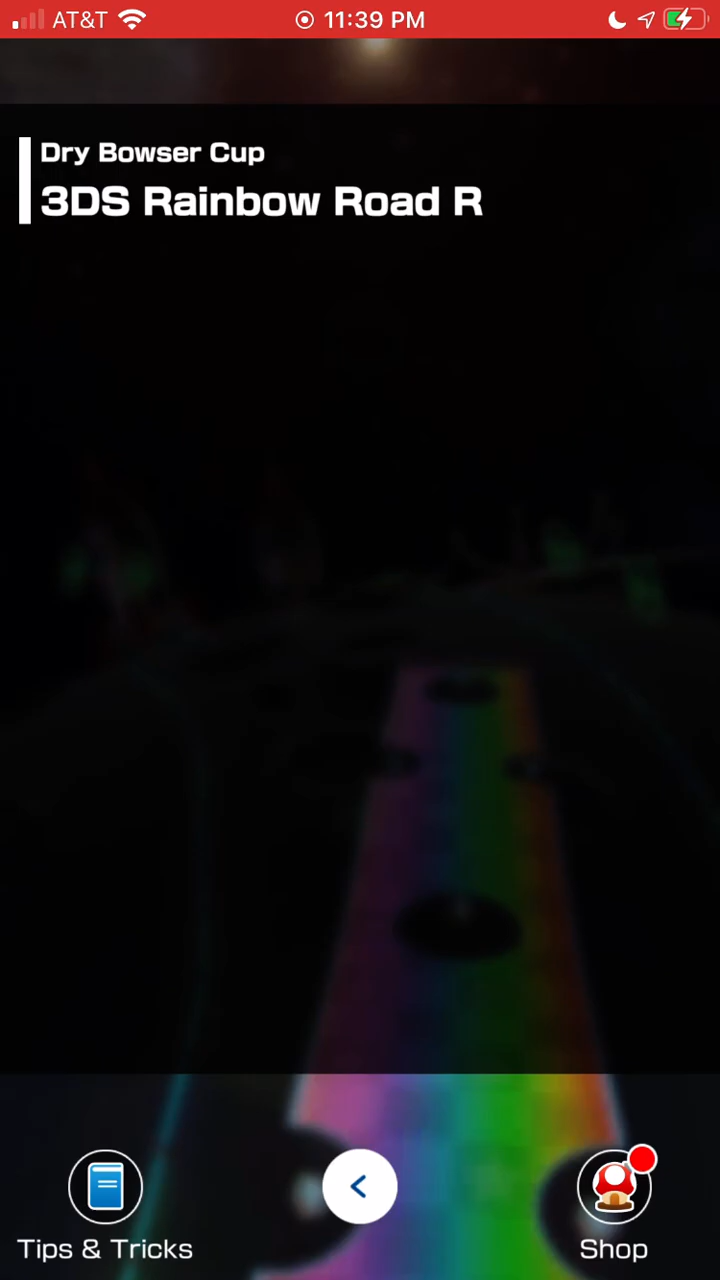 AT&T 11:39 PM
Dry Bowser Cup
3DS Rainbow Road R
Tips & Tricks
Shop